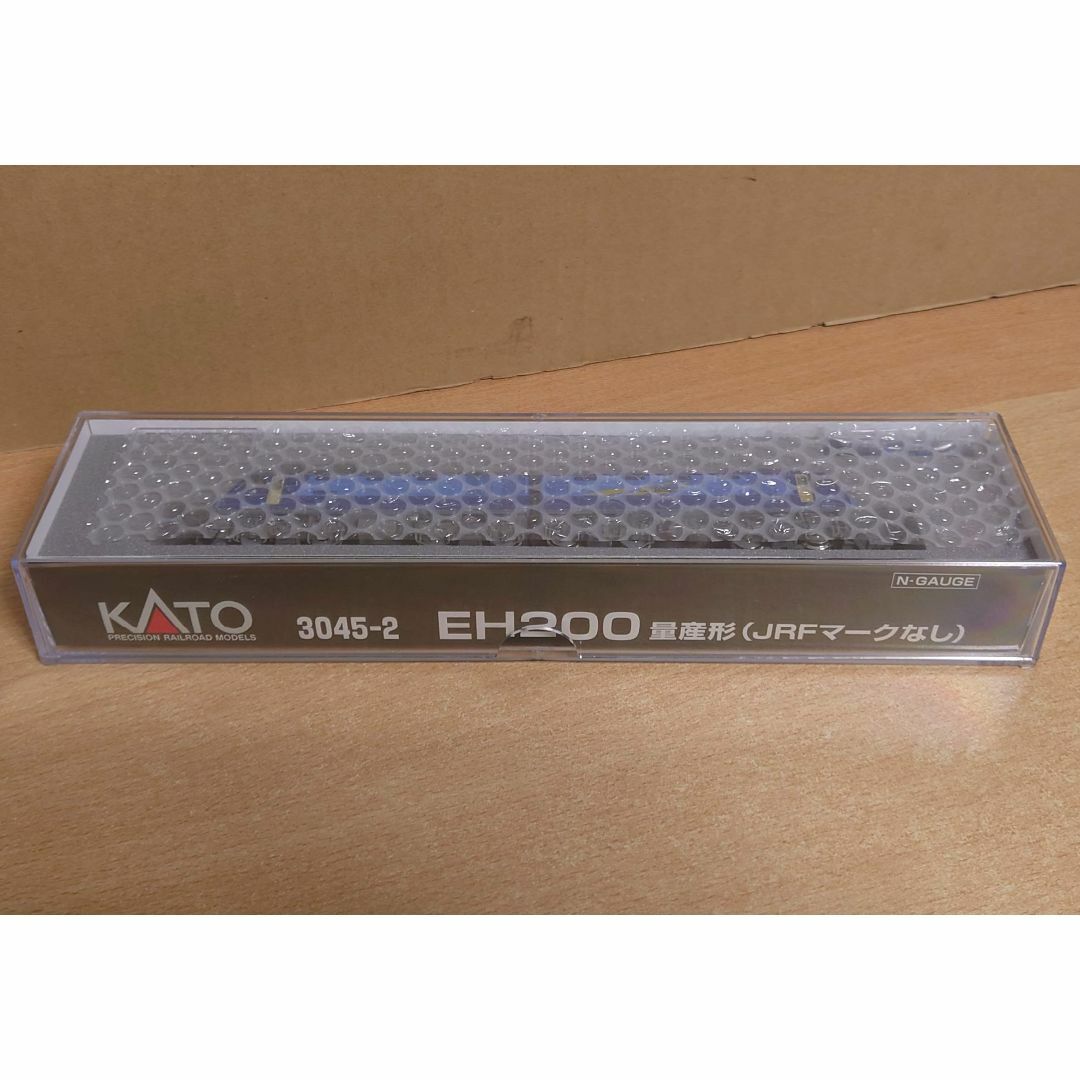 N-GAUGE
KATO 3045-2 EH200 量産形(JRFマークなし)
PRECISION RAILROAD MODELS